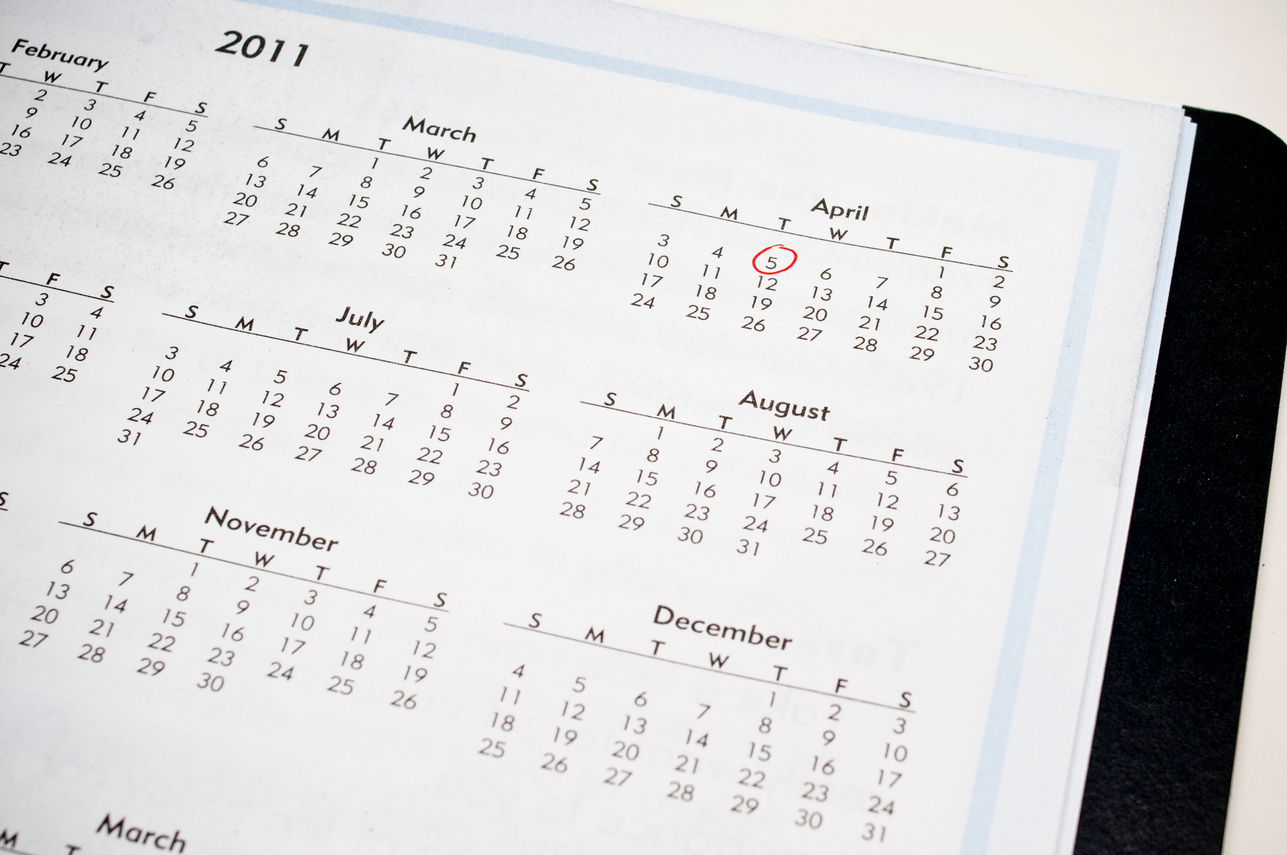 2011
February
T W T F S
2 3 4 5
9 10 11 12
16 17 18 19
23 24 25 26
March
S M T W T F S
1 2 3 4 5
6 7 8 9 10 11 12
13 14 15 16 17 18 19
20 21 22 23 24 25 26
27 28 29 30 31
April
S M T W T F S
1 2
3 4 5 6 7 8 9
10 11 12 13 14 15 16
17 18 19 20 21 22 23
24 25 26 27 28 29 30
T F S
3 4
10 11
17 18
24 25
July
S M T W T F S
1 2
3 4 5 6 7 8 9
10 11 12 13 14 15 16
17 18 19 20 21 22 23
24 25 26 27 28 29 30
31
August
S M T W T F S
1 2 3 4 5 6
7 8 9 10 11 12 13
14 15 16 17 18 19 20
21 22 23 24 25 26 27
28 29 30 31
S
November
S M T W T F S
1 2 3 4 5
6 7 8 9 10 11 12
13 14 15 16 17 18 19
20 21 22 23 24 25 26
27 28 29 30
December
S M T W T F S
1 2 3
4 5 6 7 8 9 10
11 12 13 14 15 16 17
18 19 20 21 22 23 24
25 26 27 28 29 30 31
March
M T